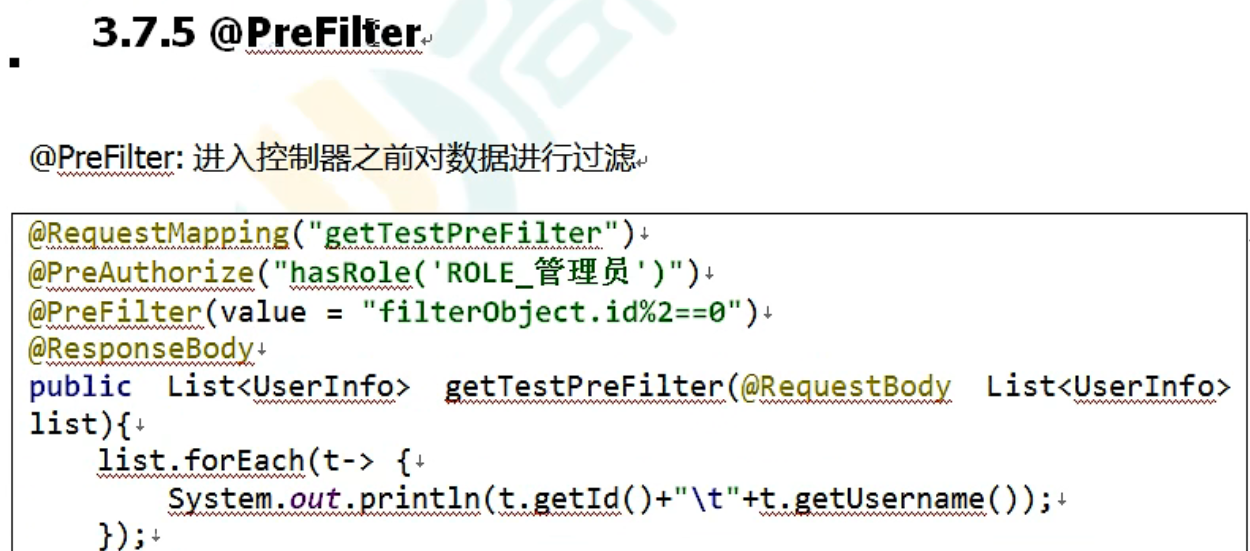 3.7.5 @PreFilter
@PreFilter: 进入控制器之前对数据进行过滤
@RequestMapping("getTestPreFilter")
@PreAuthorize("hasRole('ROLE_管理员')")
@PreFilter(value = "filterObject.id%2==0")
@ResponseBody
public List<UserInfo> getTestPreFilter(@RequestBody List<UserInfo>
list){
list.forEach(t-> {
System.out.println(t.getId()+"\t"+t.getUsername());
});